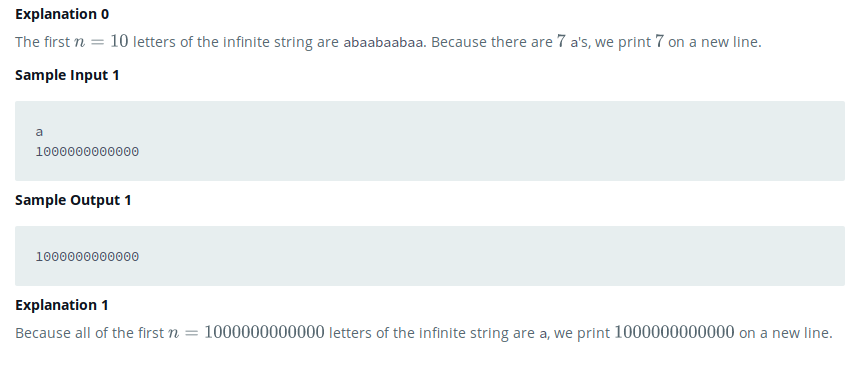 Explanation 0
The first n = 10 letters of the infinite string are abaabaabaa. Because there are 7 a's, we print 7 on a new line.
Sample Input 1
a
1000000000000
Sample Output 1
1000000000000
Explanation 1
Because all of the first n = 1000000000000 letters of the infinite string are a, we print 1000000000000 on a new line.